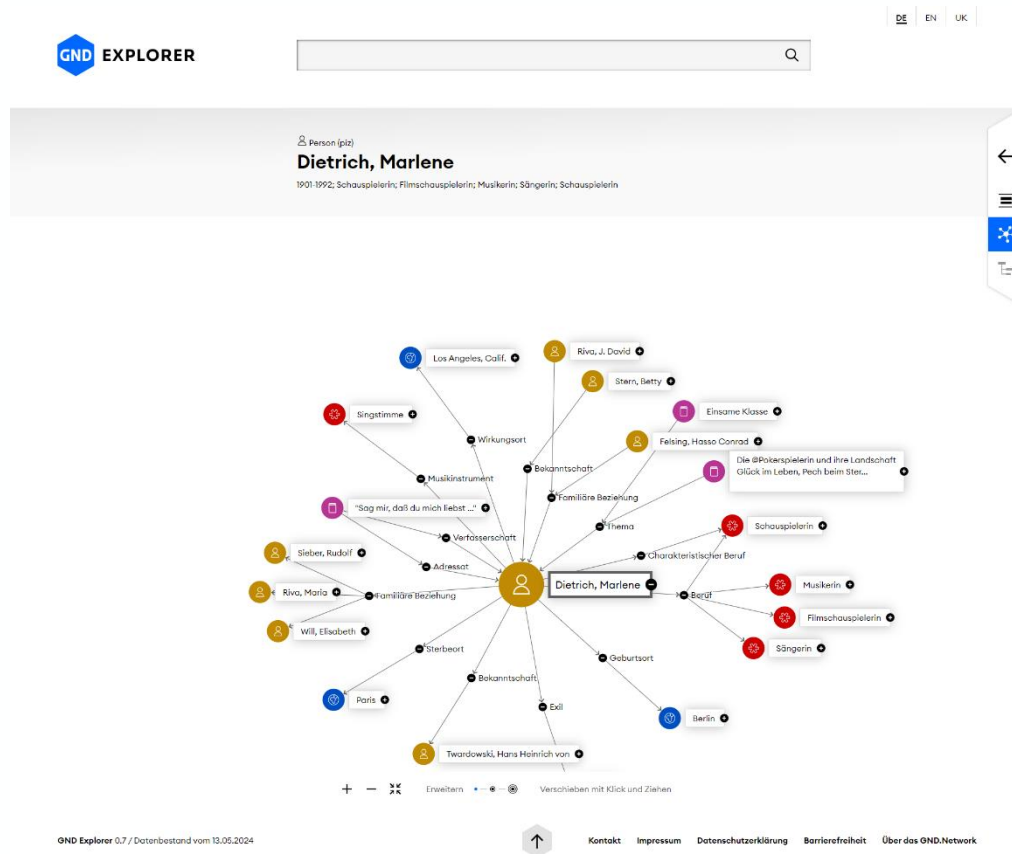 DE EN UK
GND EXPLORER
Person (piz)
Dietrich, Marlene
1901-1992; Schauspielerin; Filmschauspielerin; Musikerin; Sängerin; Schauspielerin
Los Angeles, Calif.
Riva, J. David
Stern, Betty
Singstimme
Einsame Klasse
Wirkungsort
Felsing, Hasso Conrad
Die @Pokerspielerin und ihre Landschaft
Glück im Leben, Pech beim Ster...
Bekanntschaft
Musikinstrument
Familiäre Beziehung
"Sag mir, daß du mich liebst ..."
Thema
Schauspielerin
Verfasserschaft
Sieber, Rudolf
Charakteristischer Beruf
Adressat
Dietrich, Marlene
Musikerin
Riva, Maria
Familiäre Beziehung
Beruf
Filmschauspielerin
Will, Elisabeth
Sterbeort
Sängerin
Geburtsort
Bekanntschaft
Paris
Exil
Berlin
Twardowski, Hans Heinrich von
Erweitern
Verschieben mit Klick und Ziehen
GND Explorer 0.7 / Datenbestand vom 13.05.2024
Kontakt Impressum Datenschutzerklärung Barrierefreiheit Über das GND.Network